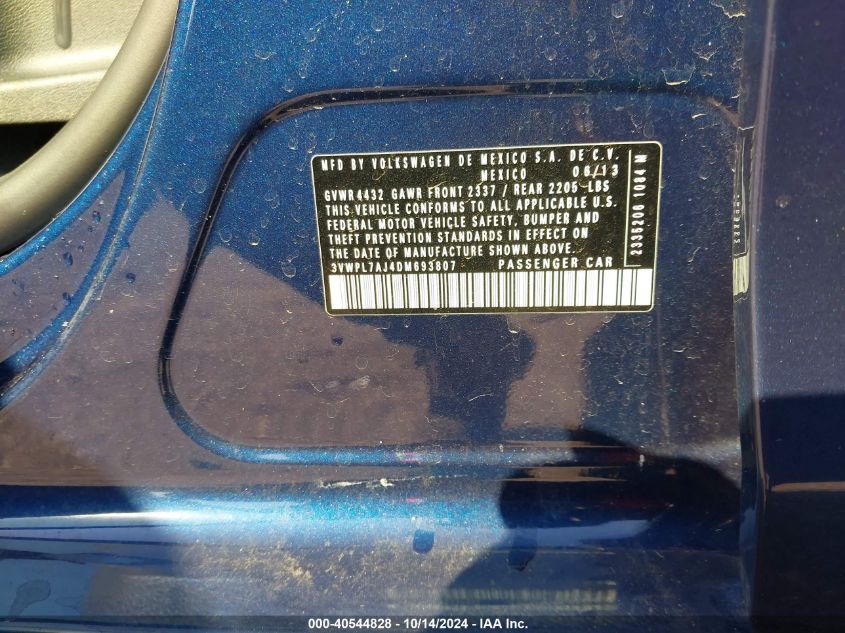 MFD BY VOLKSWAGEN DE MEXICO S.A. DE C.V.
MEXICO 06/13
GVWR 4432 GAWR FRONT 2337 / REAR 2205 LBS
THIS VEHICLE CONFORMS TO ALL APPLICABLE U.S.
FEDERAL MOTOR VEHICLE SAFETY, BUMPER AND
THEFT PREVENTION STANDARDS IN EFFECT ON
THE DATE OF MANUFACTURE SHOWN ABOVE.
3VWPL7AJ4DM693807 PASSENGER CAR
2335206 1084 M
000-40544828 - 10/14/2024 - IAA Inc.